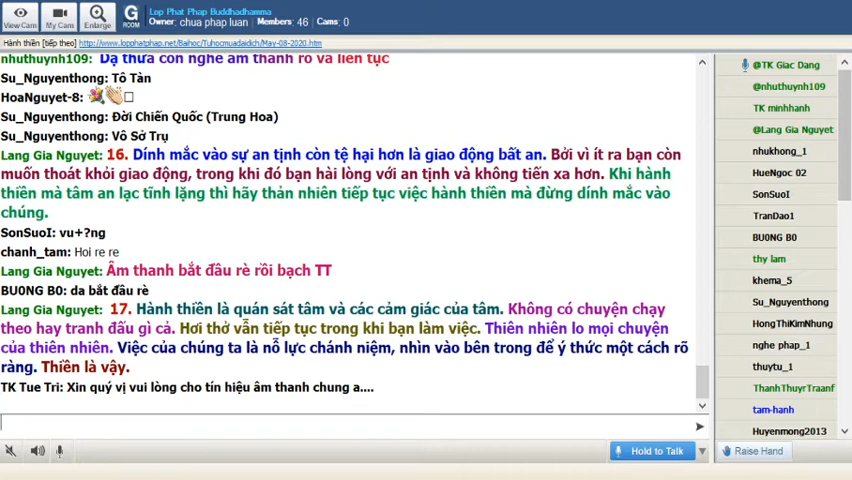 View Cam
My Cam
Enlarge
G
ROOM
Lop Phat Phap Buddhadhamma
Owner: chua phap luan Members: 46 Cams: 0
Hành thiền [tiếp theo] http://www.lopphatphap.net/Baihoc/Tuhocmuadaidich/May-08-2020.htm
nhuthuynh109: Dạ thưa con nghe âm thanh rõ và liên tục
Su_Nguyenthong: Tô Tàn
HoaNguyet-8:
Su_Nguyenthong: Đời Chiến Quốc (Trung Hoa)
Su_Nguyenthong: Vô Sở Trụ
Lang Gia Nguyet: 16. Dính mắc vào sự an tịnh còn tệ hại hơn là giao động bất an. Bởi vì ít ra bạn còn
muốn thoát khỏi giao động, trong khi đó bạn hài lòng với an tịnh và không tiến xa hơn. Khi hành
thiền mà tâm an lạc tĩnh lặng thì hãy thản nhiên tiếp tục việc hành thiền mà đừng dính mắc vào
chúng.
SonSuoI: vu+?ng
chanh_tam: Hoi re re
Lang Gia Nguyet: Âm thanh bắt đâu rè rồi bạch TT
BU0NG B0: da bắt đâu rè
Lang Gia Nguyet: 17. Hành thiền là quán sát tâm và các cảm giác của tâm. Không có chuyện chạy
theo hay tranh đấu gì cả. Hơi thở vẫn tiếp tục trong khi bạn làm việc. Thiên nhiên lo mọi chuyện
của thiên nhiên. Việc của chúng ta là nỗ lực chánh niệm, nhìn vào bên trong để ý thức một cách rõ
ràng. Thiền là vậy.
TK Tue Tri: Xin quý vị vui lòng cho tín hiệu âm thanh chung a....
Hold to Talk
@TK Giac Dang
@nhuthuynh109
TK minhhanh
@Lang Gia Nguyet
nhukhong_1
HueNgoc 02
SonSuoI
TranDao1
BU0NG B0
thy lam
khema_5
Su_Nguyenthong
HongThiKimNhung
nghe phap_1
thuytu_1
ThanhThuyrTraanf
tam-hanh
Huyenmong2013
Raise Hand